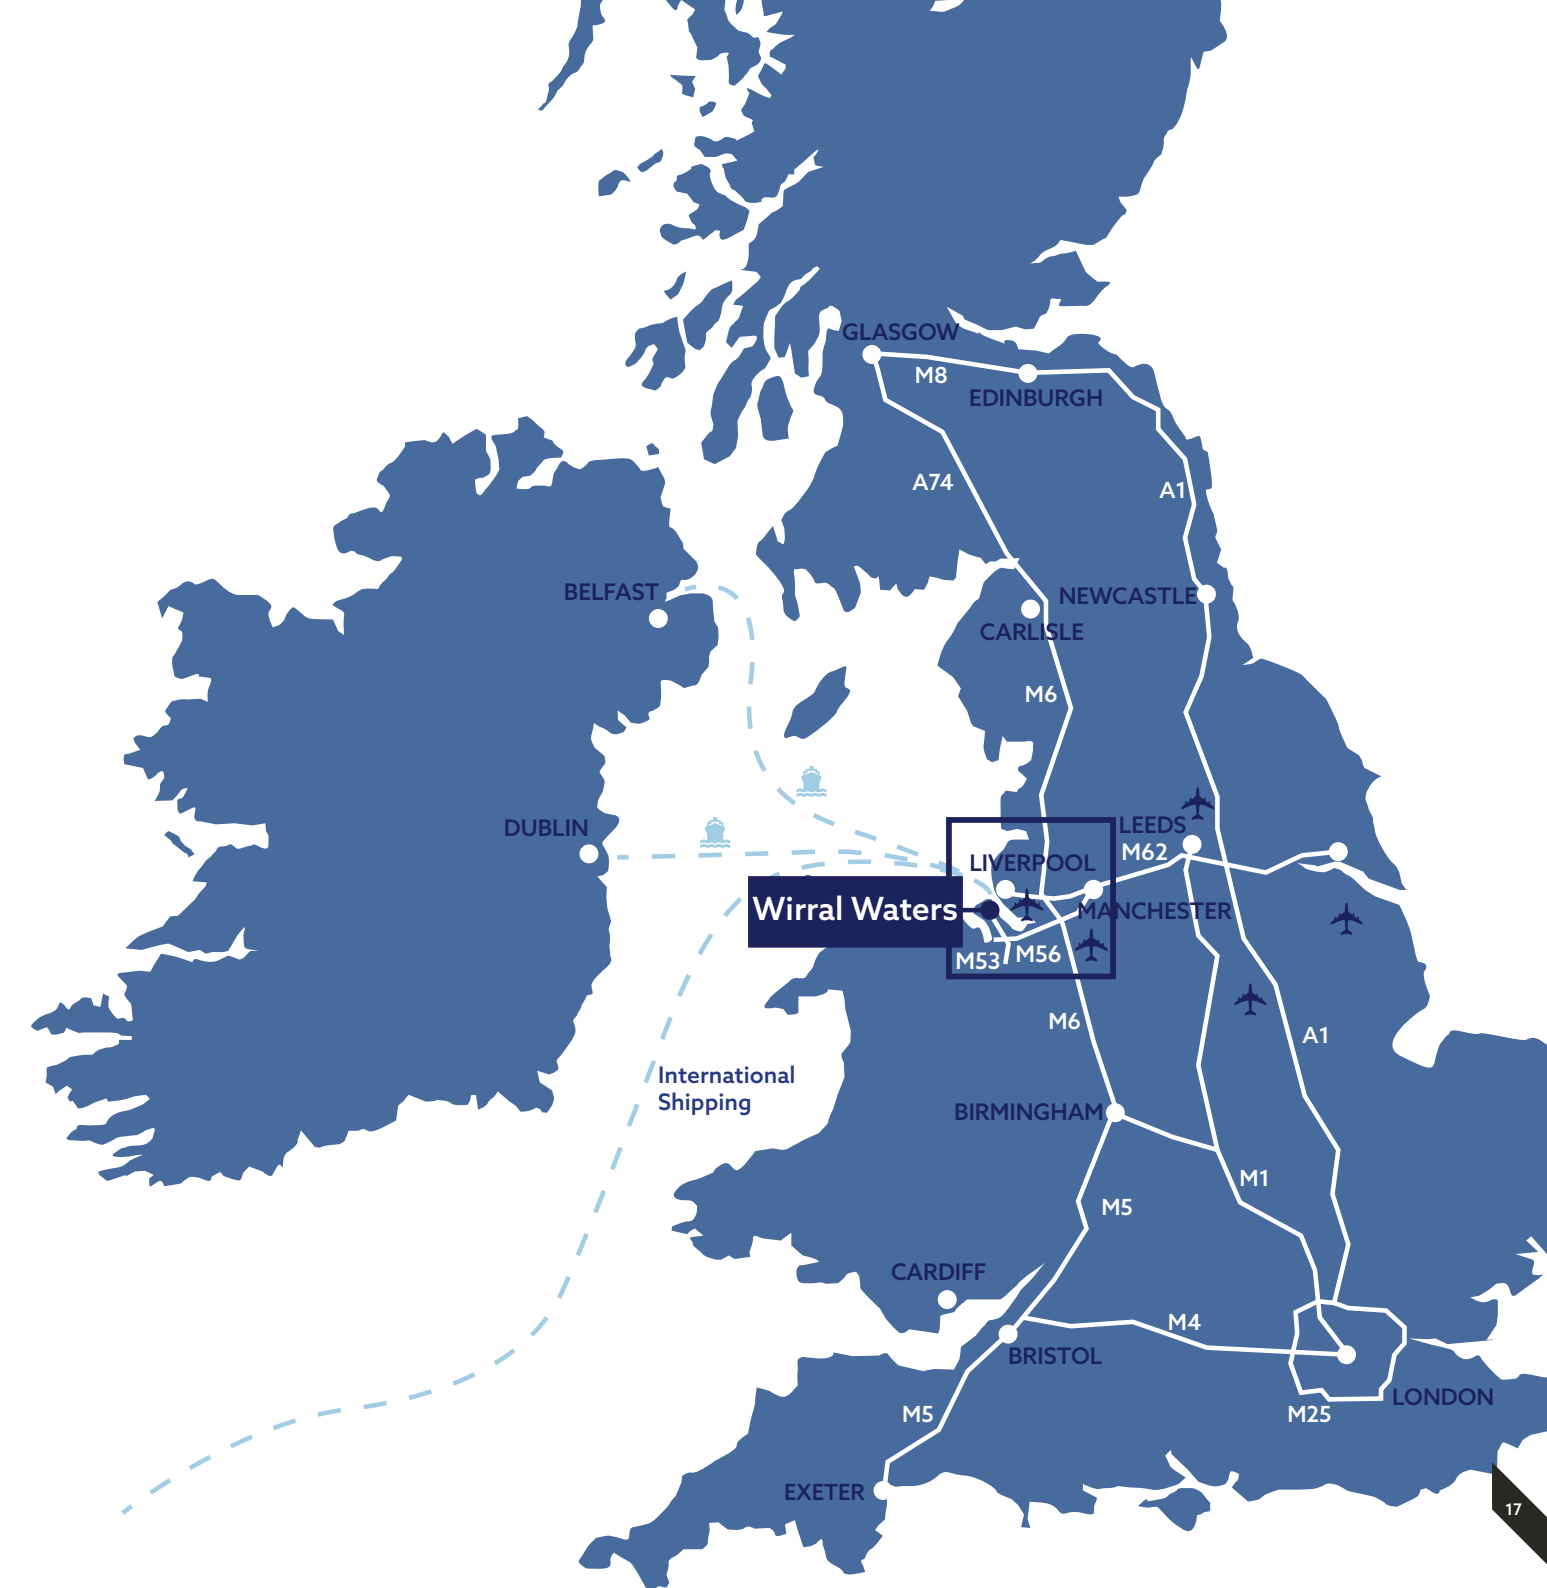 GLASGOW
M8
EDINBURGH
A74
A1
BELFAST
NEWCASTLE
CARLISLE
M6
DUBLIN
LEEDS
M62
LIVERPOOL
Wirral Waters
MANCHESTER
M53
M56
M6
A1
International
Shipping
BIRMINGHAM
M1
M5
CARDIFF
M4
BRISTOL
LONDON
M5
M25
EXETER
17